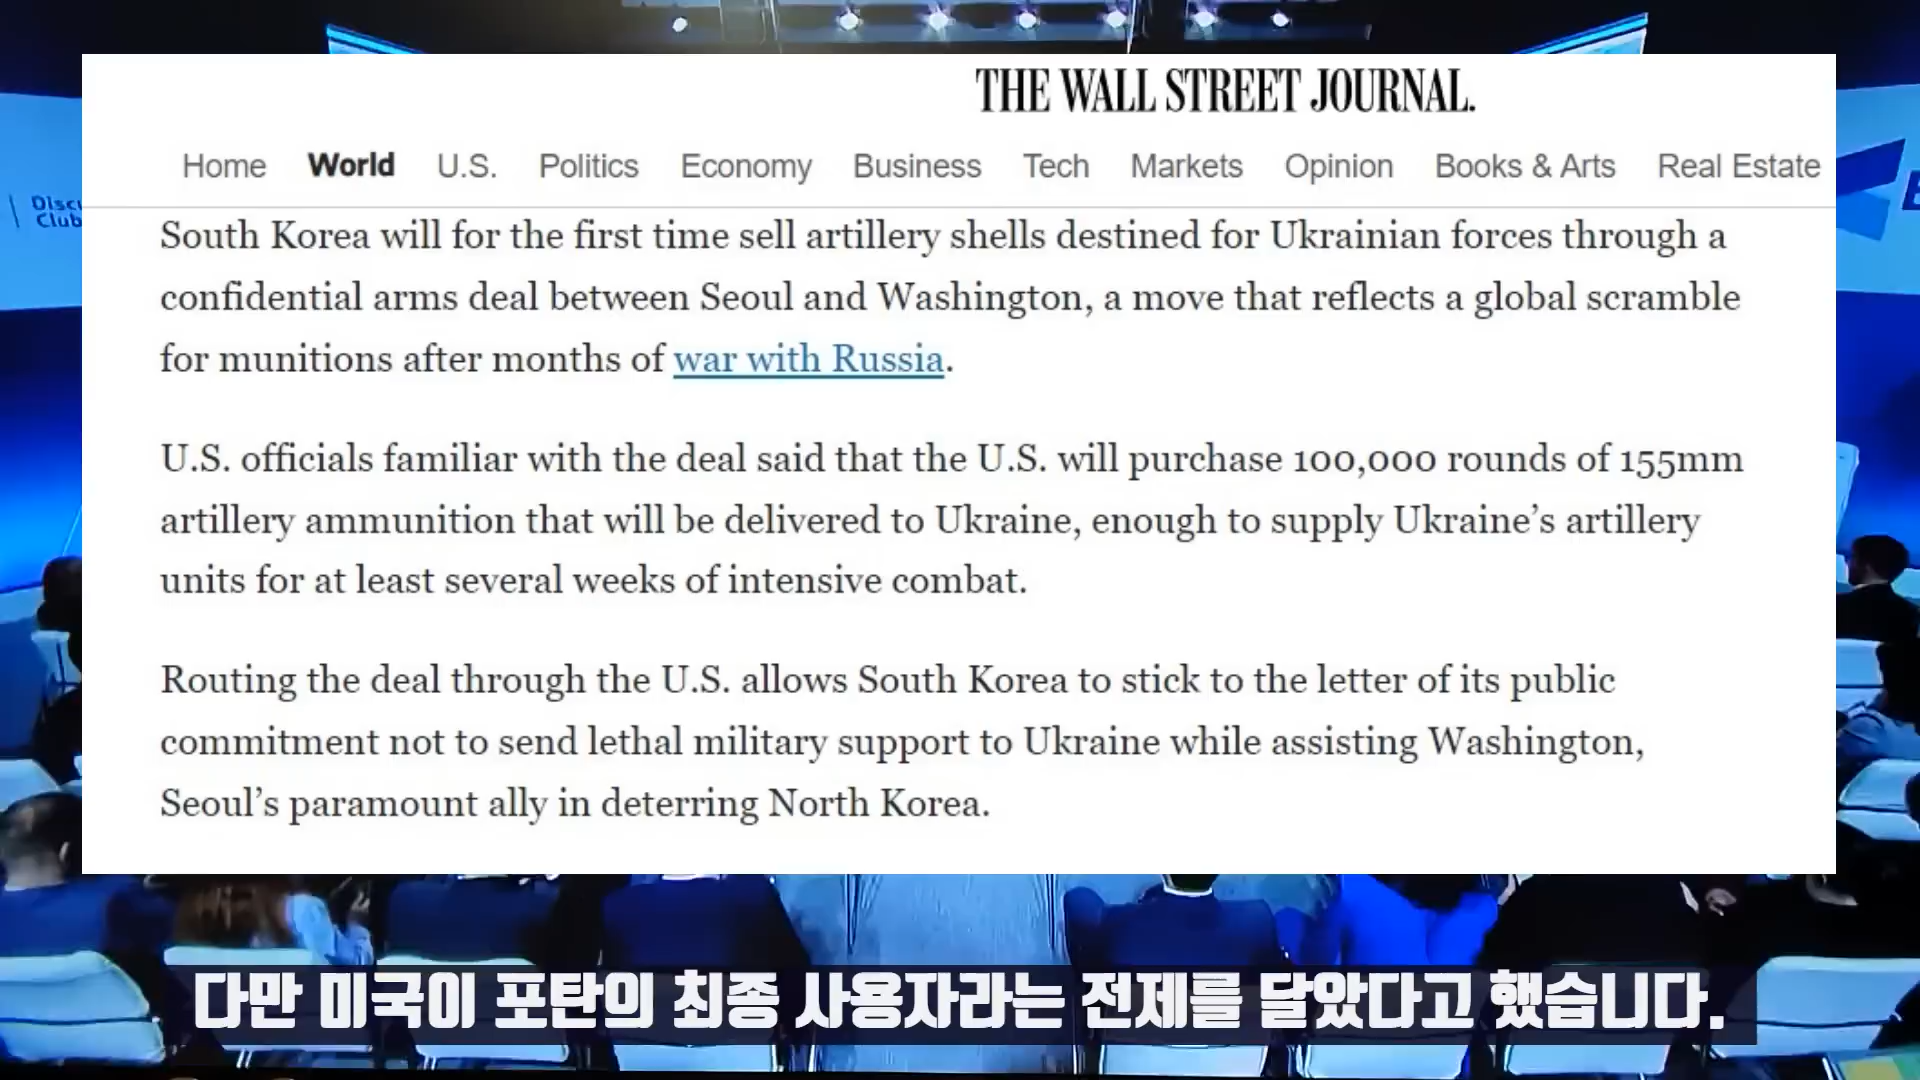 THE WALL STREET JOURNAL.
Home World U.S. Politics Economy Business Tech Markets Opinion Books & Arts Real Estate
Club
South Korea will for the first time sell artillery shells destined for Ukrainian forces through a
confidential arms deal between Seoul and Washington, a move that reflects a global scramble
for munitions after months of war with Russia.
U.S. officials familiar with the deal said that the U.S. will purchase 100,000 rounds of 155mm
artillery ammunition that will be delivered to Ukraine, enough to supply Ukraine’s artillery
units for at least several weeks of intensive combat.
Routing the deal through the U.S. allows South Korea to stick to the letter of its public
commitment not to send lethal military support to Ukraine while assisting Washington,
Seoul’s paramount ally in deterring North Korea.
다만 미국이 포탄의 최종 사용자라는 전제를 달았다고 했습니다.